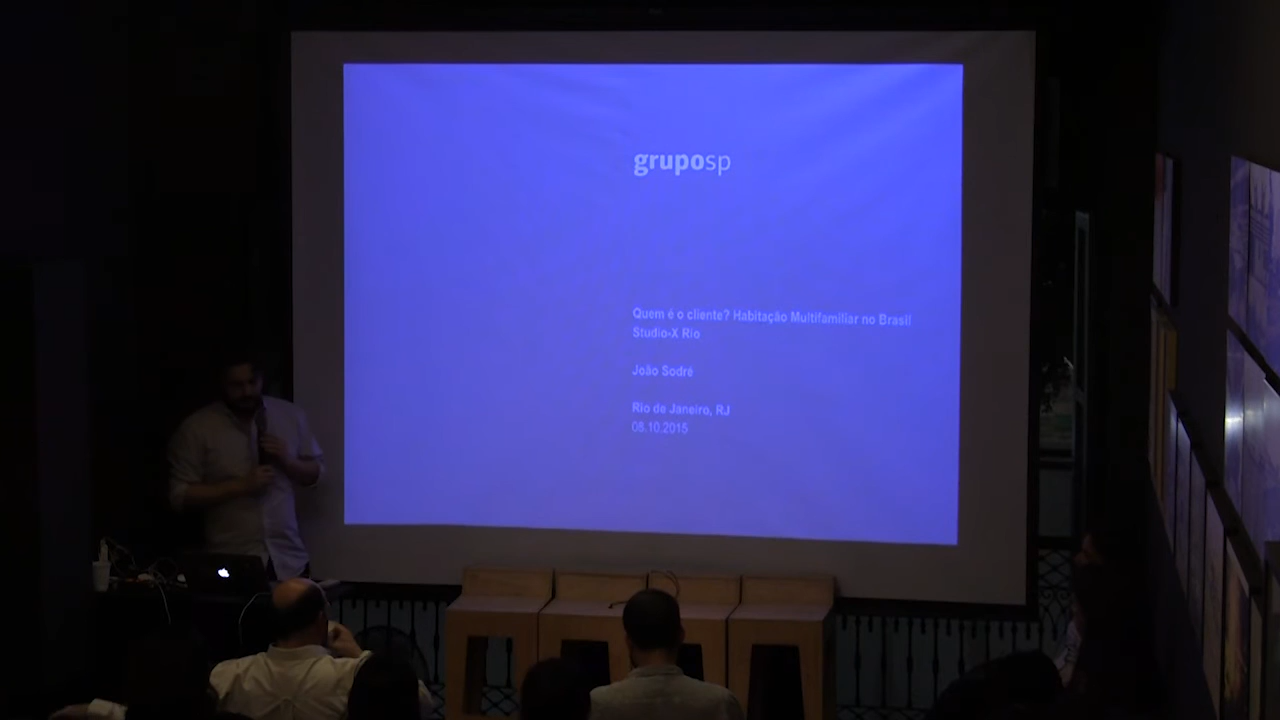 gruposp
Quem é o cliente? Habitação Multifamiliar no Brasil
Studio-X Rio
João Sodré
Rio de Janeiro, RJ
08.10.2015